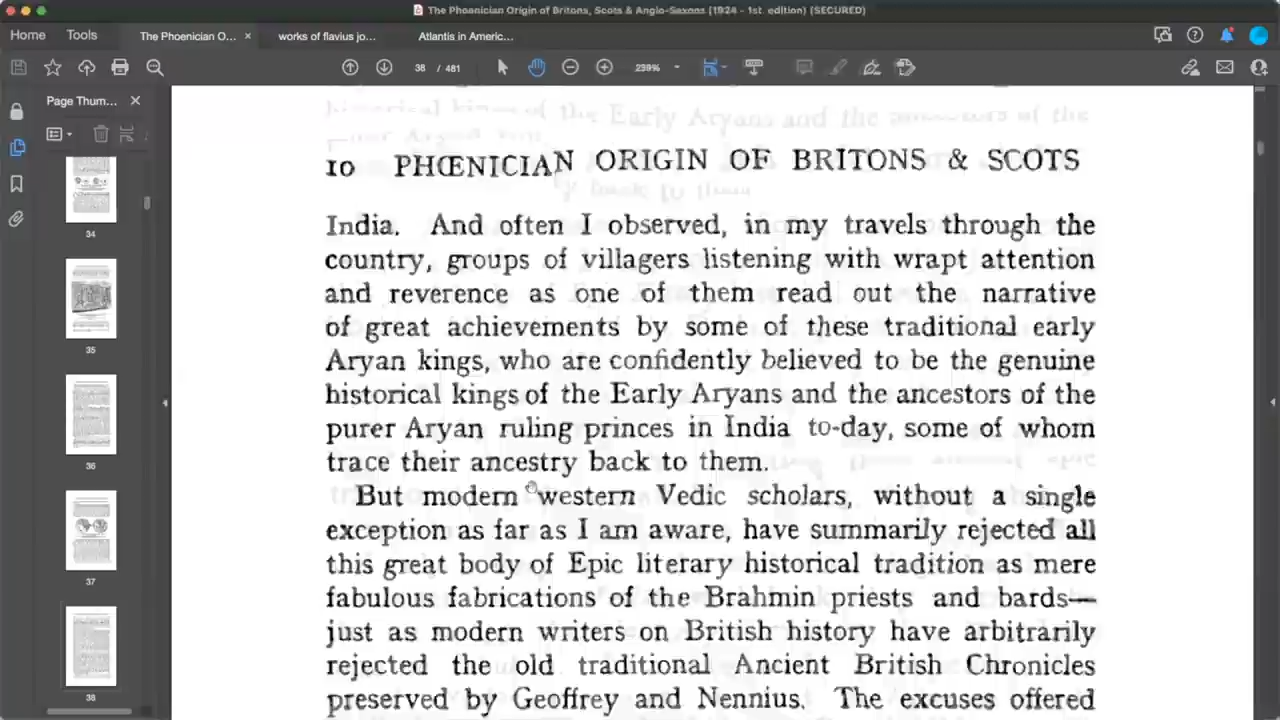 The Phoenician Origin of Britons, Scots & Anglo-Saxons (1924 - 1st edition) (SECURED)
Home Tools The Phoenician O... × works of flavius jo... Atlantis in Americ...
38 / 481 239%
Page Thum... ×
34
35
36
37
38
10 PHŒNICIAN ORIGIN OF BRITONS & SCOTS
India. And often I observed, in my travels through the
country, groups of villagers listening with wrapt attention
and reverence as one of them read out the narrative
of great achievements by some of these traditional early
Aryan kings, who are confidently believed to be the genuine
historical kings of the Early Aryans and the ancestors of the
purer Aryan ruling princes in India to-day, some of whom
trace their ancestry back to them.
But modern western Vedic scholars, without a single
exception as far as I am aware, have summarily rejected all
this great body of Epic literary historical tradition as mere
fabulous fabrications of the Brahmin priests and bards—
just as modern writers on British history have arbitrarily
rejected the old traditional Ancient British Chronicles
preserved by Geoffrey and Nennius. The excuses offered